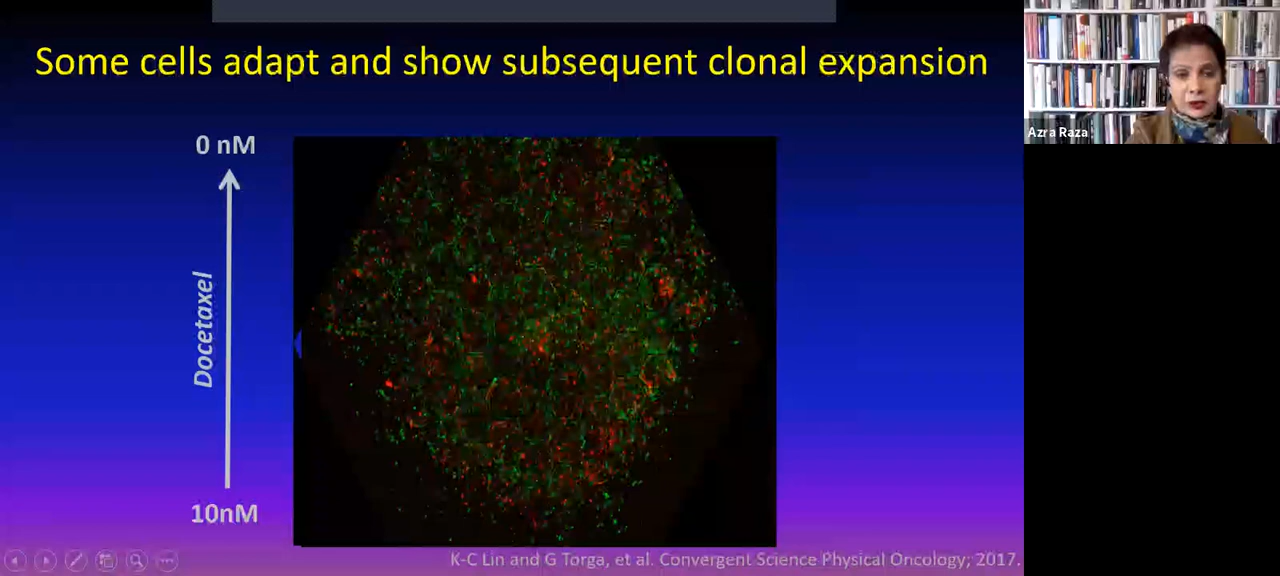 Some cells adapt and show subsequent clonal expansion
0 nM
Docetaxel
10nM
K-C Lin and G Torga, et al. Convergent Science Physical Oncology; 2017.
Azra Raza